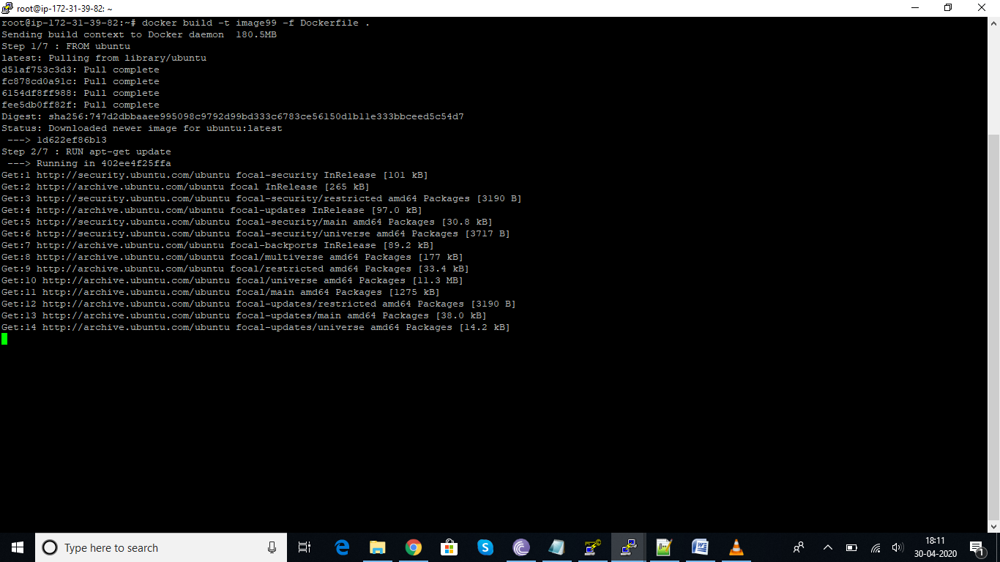 root@ip-172-31-39-82: ~
root@ip-172-31-39-82:~# docker build -t image99 -f Dockerfile .
Sending build context to Docker daemon  180.5MB
Step 1/7 : FROM ubuntu
latest: Pulling from library/ubuntu
d51af753c3d3: Pull complete
fc878cd0a91c: Pull complete
6154df8ff988: Pull complete
fee5db0ff82f: Pull complete
Digest: sha256:747d2dbbaaee995098c9792d99bd333c6783ce56150d1b11e333bbceed5c54d7
Status: Downloaded newer image for ubuntu:latest
 ---> 1d622ef86b13
Step 2/7 : RUN apt-get update
 ---> Running in 402ee4f25ffa
Get:1 http://security.ubuntu.com/ubuntu focal-security InRelease [101 kB]
Get:2 http://archive.ubuntu.com/ubuntu focal InRelease [265 kB]
Get:3 http://security.ubuntu.com/ubuntu focal-security/restricted amd64 Packages [3190 B]
Get:4 http://archive.ubuntu.com/ubuntu focal-updates InRelease [97.0 kB]
Get:5 http://security.ubuntu.com/ubuntu focal-security/main amd64 Packages [30.8 kB]
Get:6 http://security.ubuntu.com/ubuntu focal-security/universe amd64 Packages [3717 B]
Get:7 http://archive.ubuntu.com/ubuntu focal-backports InRelease [89.2 kB]
Get:8 http://archive.ubuntu.com/ubuntu focal/multiverse amd64 Packages [177 kB]
Get:9 http://archive.ubuntu.com/ubuntu focal/restricted amd64 Packages [33.4 kB]
Get:10 http://archive.ubuntu.com/ubuntu focal/universe amd64 Packages [11.3 MB]
Get:11 http://archive.ubuntu.com/ubuntu focal/main amd64 Packages [1275 kB]
Get:12 http://archive.ubuntu.com/ubuntu focal-updates/restricted amd64 Packages [3190 B]
Get:13 http://archive.ubuntu.com/ubuntu focal-updates/main amd64 Packages [38.0 kB]
Get:14 http://archive.ubuntu.com/ubuntu focal-updates/universe amd64 Packages [14.2 kB]
Type here to search
18:11
30-04-2020
1